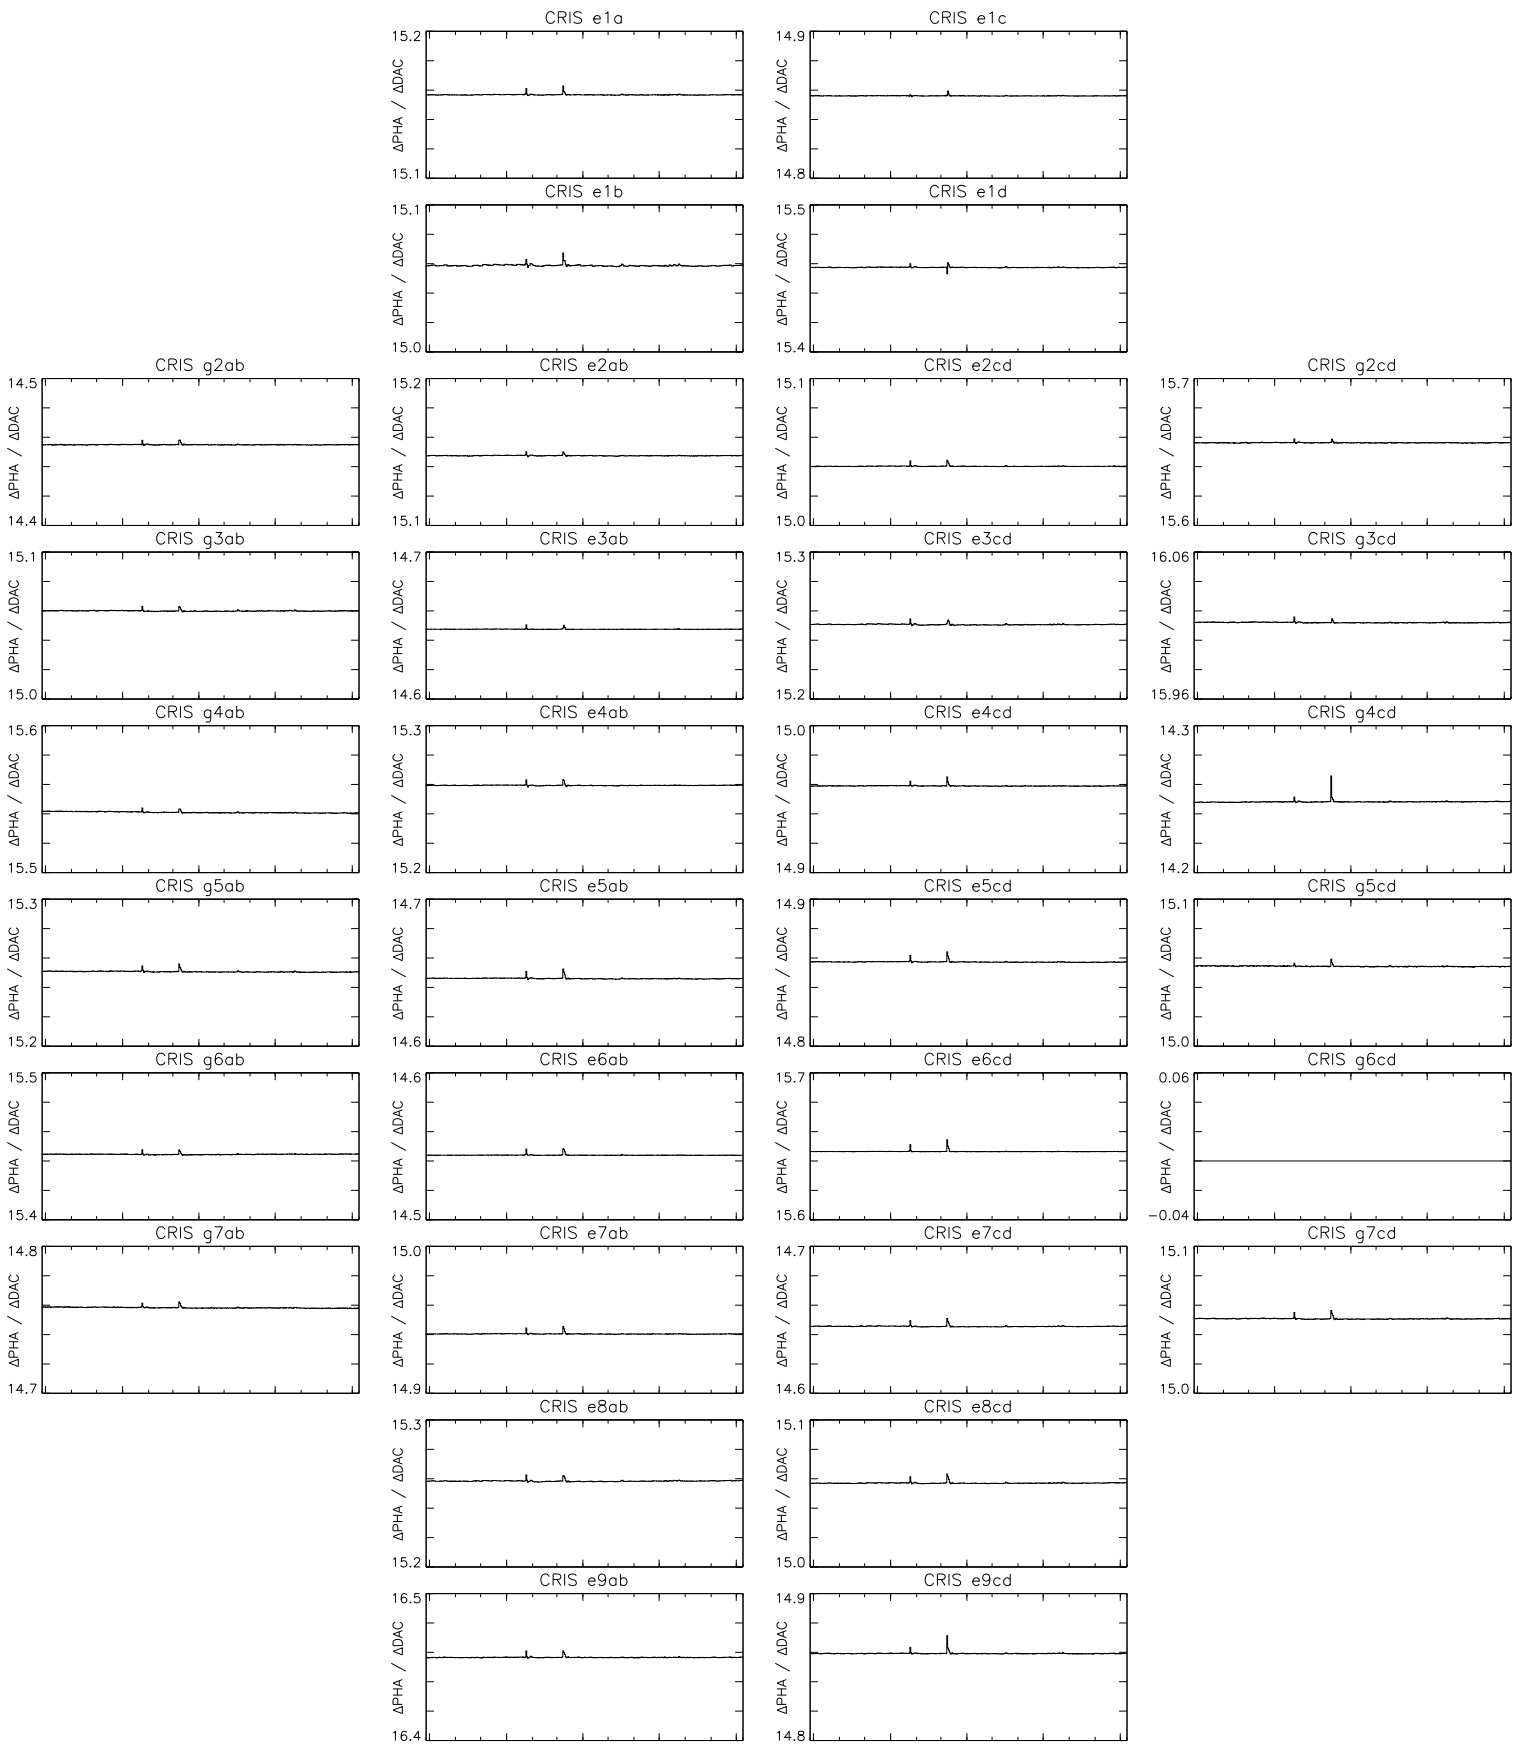 CRIS e1a CRIS e1c
15.2 14.9
ΔPHA / ΔDAC ΔPHA / ΔDAC
15.1 14.8
CRIS e1b CRIS e1d
15.1 15.5
ΔPHA / ΔDAC ΔPHA / ΔDAC
15.0 15.4
CRIS g2ab CRIS e2ab CRIS e2cd CRIS g2cd
14.5 15.2 15.1 15.7
ΔPHA / ΔDAC ΔPHA / ΔDAC ΔPHA / ΔDAC ΔPHA / ΔDAC
14.4 15.1 15.0 15.6
CRIS g3ab CRIS e3ab CRIS e3cd CRIS g3cd
15.1 14.7 15.3 16.06
ΔPHA / ΔDAC ΔPHA / ΔDAC ΔPHA / ΔDAC ΔPHA / ΔDAC
15.0 14.6 15.2 15.96
CRIS g4ab CRIS e4ab CRIS e4cd CRIS g4cd
15.6 15.3 15.0 14.3
ΔPHA / ΔDAC ΔPHA / ΔDAC ΔPHA / ΔDAC ΔPHA / ΔDAC
15.5 15.2 14.9 14.2
CRIS g5ab CRIS e5ab CRIS e5cd CRIS g5cd
15.3 14.7 14.9 15.1
ΔPHA / ΔDAC ΔPHA / ΔDAC ΔPHA / ΔDAC ΔPHA / ΔDAC
15.2 14.6 14.8 15.0
CRIS g6ab CRIS e6ab CRIS e6cd CRIS g6cd
15.5 14.6 15.7 0.06
ΔPHA / ΔDAC ΔPHA / ΔDAC ΔPHA / ΔDAC ΔPHA / ΔDAC
15.4 14.5 15.6 −0.04
CRIS g7ab CRIS e7ab CRIS e7cd CRIS g7cd
14.8 15.0 14.7 15.1
ΔPHA / ΔDAC ΔPHA / ΔDAC ΔPHA / ΔDAC ΔPHA / ΔDAC
14.7 14.9 14.6 15.0
CRIS e8ab CRIS e8cd
15.3 15.1
ΔPHA / ΔDAC ΔPHA / ΔDAC
15.2 15.0
CRIS e9ab CRIS e9cd
16.5 14.9
ΔPHA / ΔDAC ΔPHA / ΔDAC
16.4 14.8